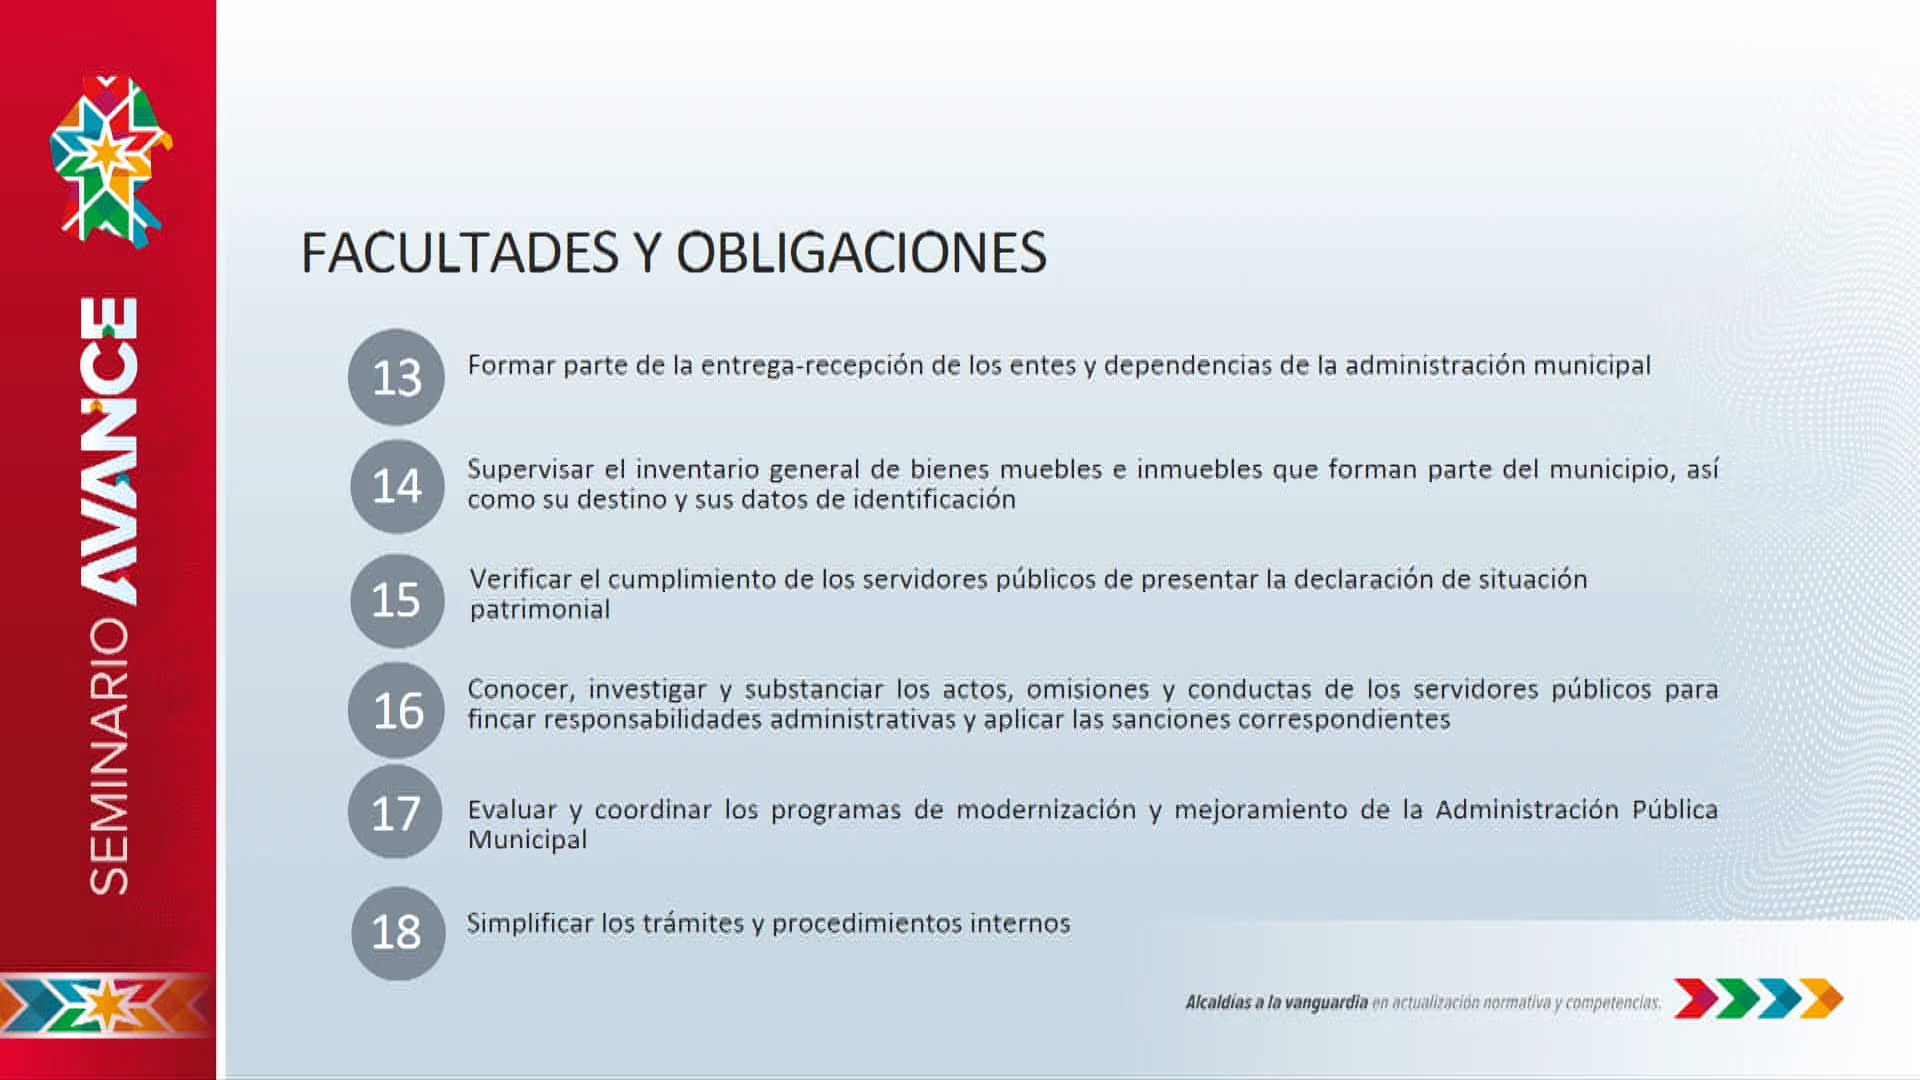 SEMINARIO AVANCE
FACULTADES Y OBLIGACIONES
13
Formar parte de la entrega-recepción de los entes y dependencias de la administración municipal
14
Supervisar el inventario general de bienes muebles e inmuebles que forman parte del municipio, así
como su destino y sus datos de identificación
15
Verificar el cumplimiento de los servidores públicos de presentar la declaración de situación
patrimonial
16
Conocer, investigar y substanciar los actos, omisiones y conductas de los servidores públicos para
fincar responsabilidades administrativas y aplicar las sanciones correspondientes
17
Evaluar y coordinar los programas de modernización y mejoramiento de la Administración Pública
Municipal
18
Simplificar los trámites y procedimientos internos
Alcaldías a la vanguardia en actualización normativa y competencias.